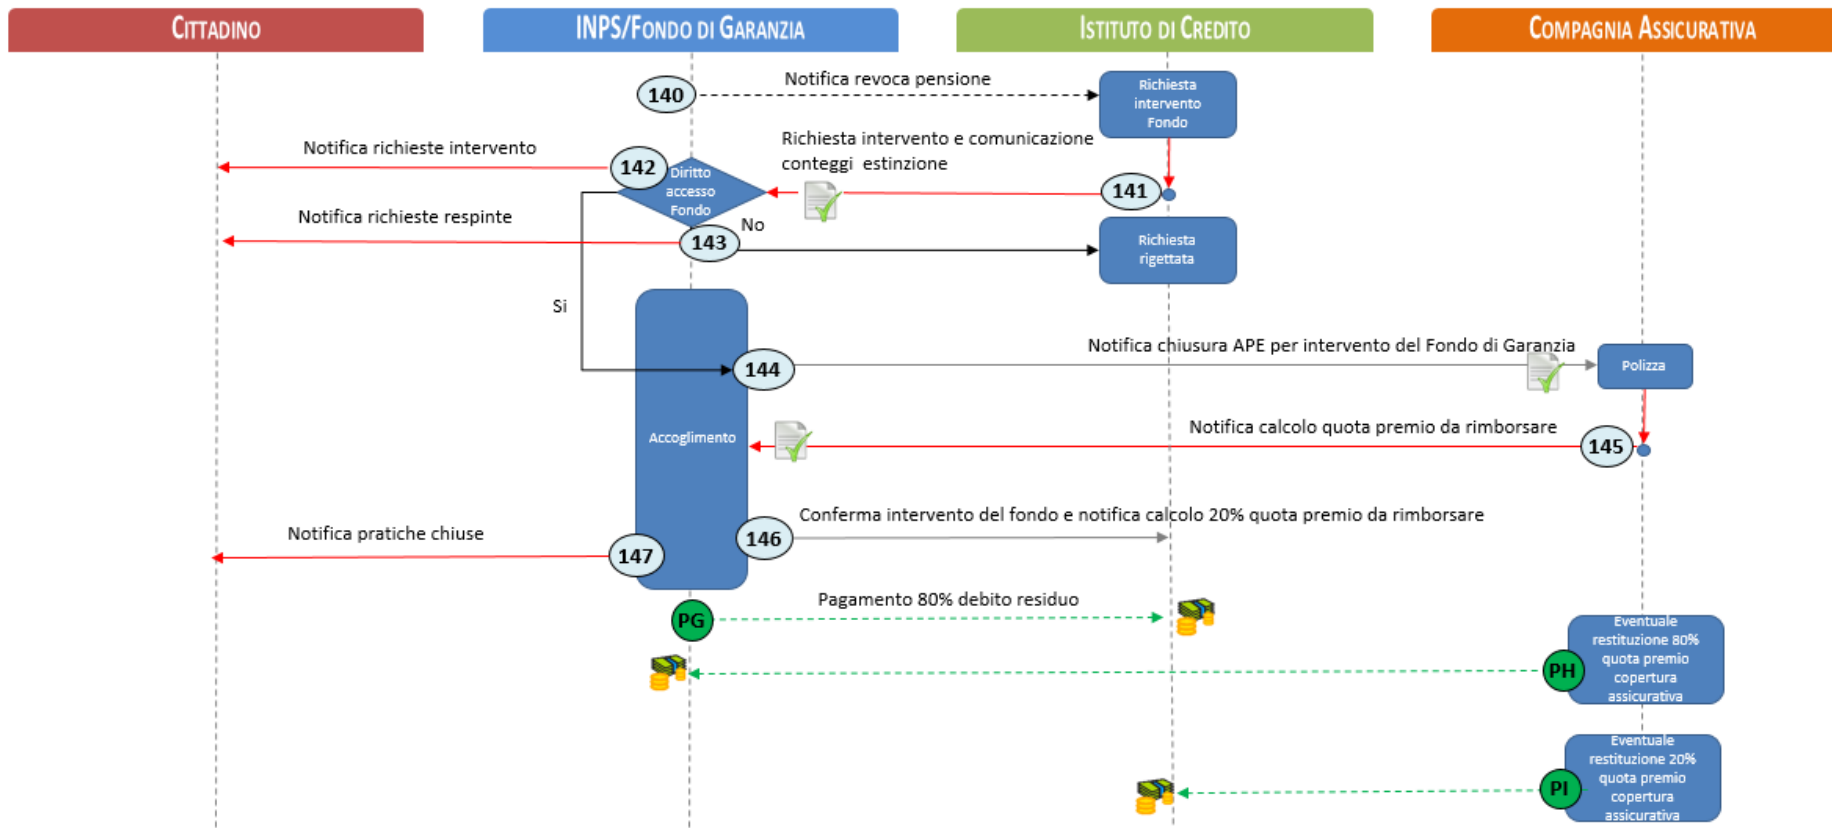 CITTADINO
INPS/FONDO DI GARANZIA
ISTITUTO DI CREDITO
COMPAGNIA ASSICURATIVA
140
Notifica revoca pensione
Richiesta
intervento
Fondo
Notifica richieste intervento
142
Diritto
accesso
Fondo
Richiesta intervento e comunicazione
conteggi estinzione
141
Notifica richieste respinte
143
No
Richiesta
rigettata
Si
144
Notifica chiusura APE per intervento del Fondo di Garanzia
Polizza
Accoglimento
Notifica calcolo quota premio da rimborsare
145
Notifica pratiche chiuse
147
146
Conferma intervento del fondo e notifica calcolo 20% quota premio da rimborsare
PG
Pagamento 80% debito residuo
PH
Eventuale
restituzione 80%
quota premio
copertura
assicurativa
PI
Eventuale
restituzione 20%
quota premio
copertura
assicurativa